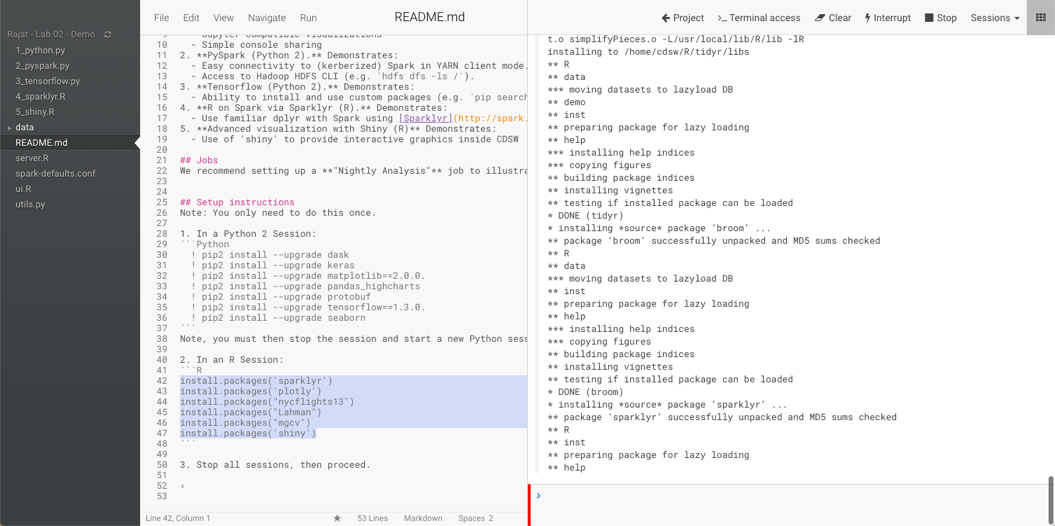 File Edit View Navigate Run
README.md
Project Terminal access Clear Interrupt Stop Sessions
Rajat - Lab 02 - Demo
1_python.py
2_pyspark.py
3_tensorflow.py
4_sparklyr.R
5_shiny.R
data
README.md
server.R
spark-defaults.conf
ui.R
utils.py
10 - Simple console sharing
11 2. **PySpark (Python 2).** Demonstrates:
12 - Easy connectivity to (kerberized) Spark in YARN client mode.
13 - Access to Hadoop HDFS CLI (e.g. `hdfs dfs -ls /`).
14 3. **Tensorflow (Python 2).** Demonstrates:
15 - Ability to install and use custom packages (e.g. `pip search
16 4. **R on Spark via Sparklyr (R).** Demonstrates:
17 - Use familiar dplyr with Spark using [Sparklyr](http://spark.
18 5. **Advanced visualization with Shiny (R)** Demonstrates:
19 - Use of 'shiny' to provide interactive graphics inside CDSW
20
21 ## Jobs
22 We recommend setting up a **"Nightly Analysis"** job to illustra
23
24
25 ## Setup instructions
26 Note: You only need to do this once.
27
28 1. In a Python 2 Session:
29 ```Python
30 ! pip2 install --upgrade dask
31 ! pip2 install --upgrade keras
32 ! pip2 install --upgrade matplotlib==2.0.0.
33 ! pip2 install --upgrade pandas_highcharts
34 ! pip2 install --upgrade protobuf
35 ! pip2 install --upgrade tensorflow==1.3.0.
36 ! pip2 install --upgrade seaborn
37 ```
38 Note, you must then stop the session and start a new Python sess
39
40 2. In an R Session:
41 ```R
42 install.packages('sparklyr')
43 install.packages('plotly')
44 install.packages("nycflights13")
45 install.packages("Lahman")
46 install.packages("mgcv")
47 install.packages('shiny')
48 ```
49
50 3. Stop all sessions, then proceed.
51
52 ‹
53
Line 42, Column 1 ★ 53 Lines Markdown Spaces 2
t.o simplifyPieces.o -L/usr/local/lib/R/lib -lR
installing to /home/cdsw/R/tidyr/libs
** R
** data
*** moving datasets to lazyload DB
** demo
** inst
** preparing package for lazy loading
** help
*** installing help indices
*** copying figures
** building package indices
** installing vignettes
** testing if installed package can be loaded
* DONE (tidyr)
* installing *source* package ‘broom’ ...
** package ‘broom’ successfully unpacked and MD5 sums checked
** R
** data
*** moving datasets to lazyload DB
** inst
** preparing package for lazy loading
** help
*** installing help indices
*** copying figures
** building package indices
** installing vignettes
** testing if installed package can be loaded
* DONE (broom)
* installing *source* package ‘sparklyr’ ...
** package ‘sparklyr’ successfully unpacked and MD5 sums checked
** R
** inst
** preparing package for lazy loading
** help